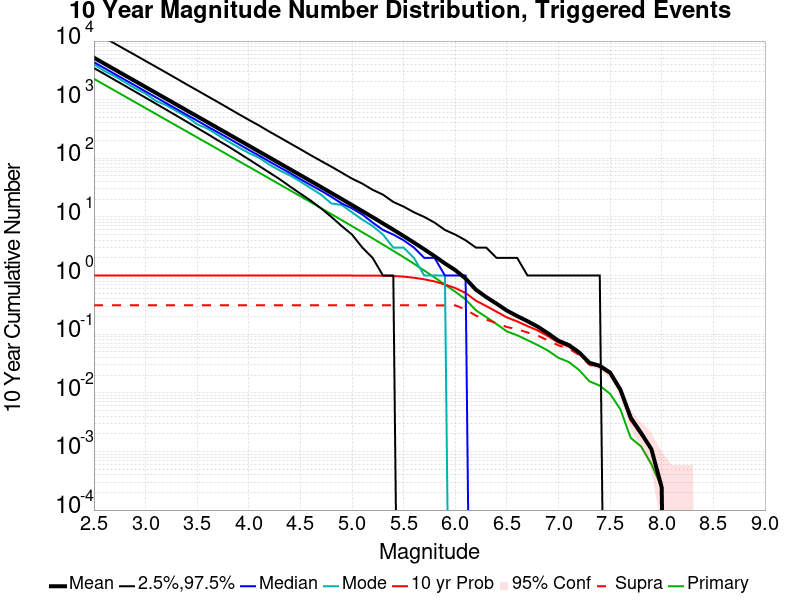 10 Year Magnitude Number Distribution, Triggered Events
10 Year Cumulative Number
10^4
10^3
10^2
10^1
10^0
10^-1
10^-2
10^-3
10^-4
2.5 3.0 3.5 4.0 4.5 5.0 5.5 6.0 6.5 7.0 7.5 8.0 8.5 9.0
Magnitude
Mean 2.5%,97.5% Median Mode 10 yr Prob 95% Conf Supra Primary